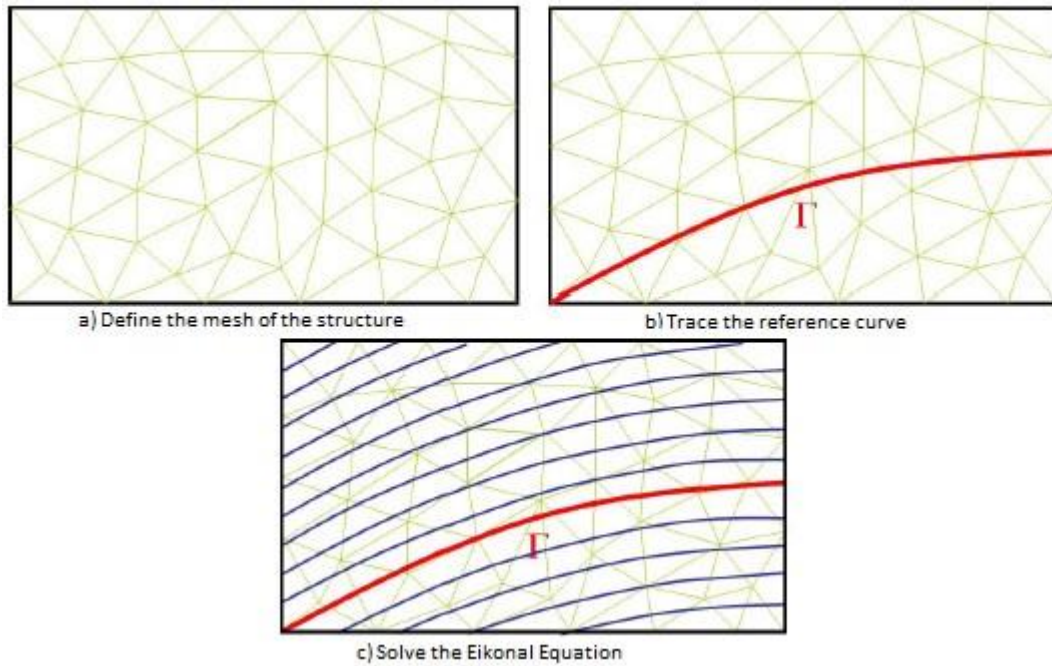 a) Define the mesh of the structure
Γ
b) Trace the reference curve
Γ
c) Solve the Eikonal Equation